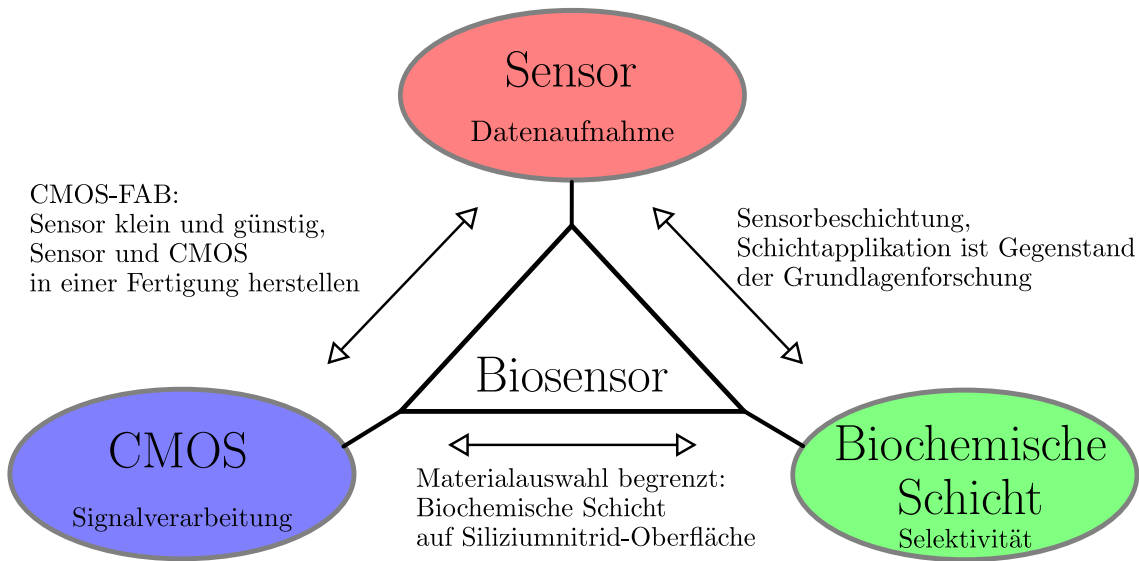 Sensor
Datenaufnahme
CMOS-FAB:
Sensor klein und günstig,
Sensor und CMOS
in einer Fertigung herstellen
Sensorbeschichtung,
Schichtapplikation ist Gegenstand
der Grundlagenforschung
Biosensor
CMOS
Signalverarbeitung
Materialauswahl begrenzt:
Biochemische Schicht
auf Siliziumnitrid-Oberfläche
Biochemische
Schicht
Selektivität